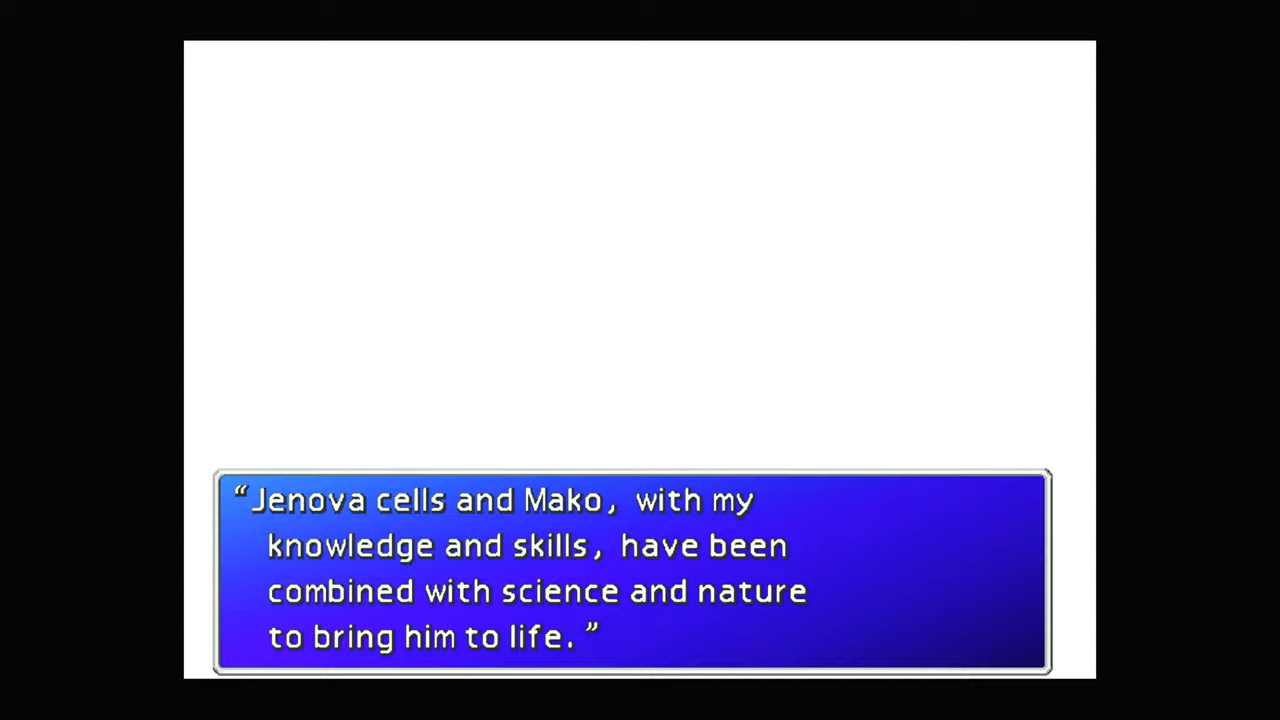 “Jenova cells and Mako, with my
knowledge and skills, have been
combined with science and nature
to bring him to life.”